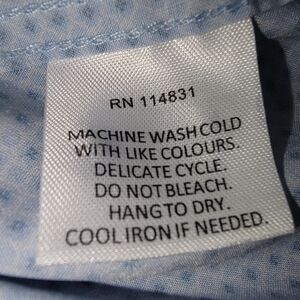 RN 114831
MACHINE WASH COLD
WITH LIKE COLOURS.
DELICATE CYCLE.
DO NOT BLEACH.
HANG TO DRY.
COOL IRON IF NEEDED.